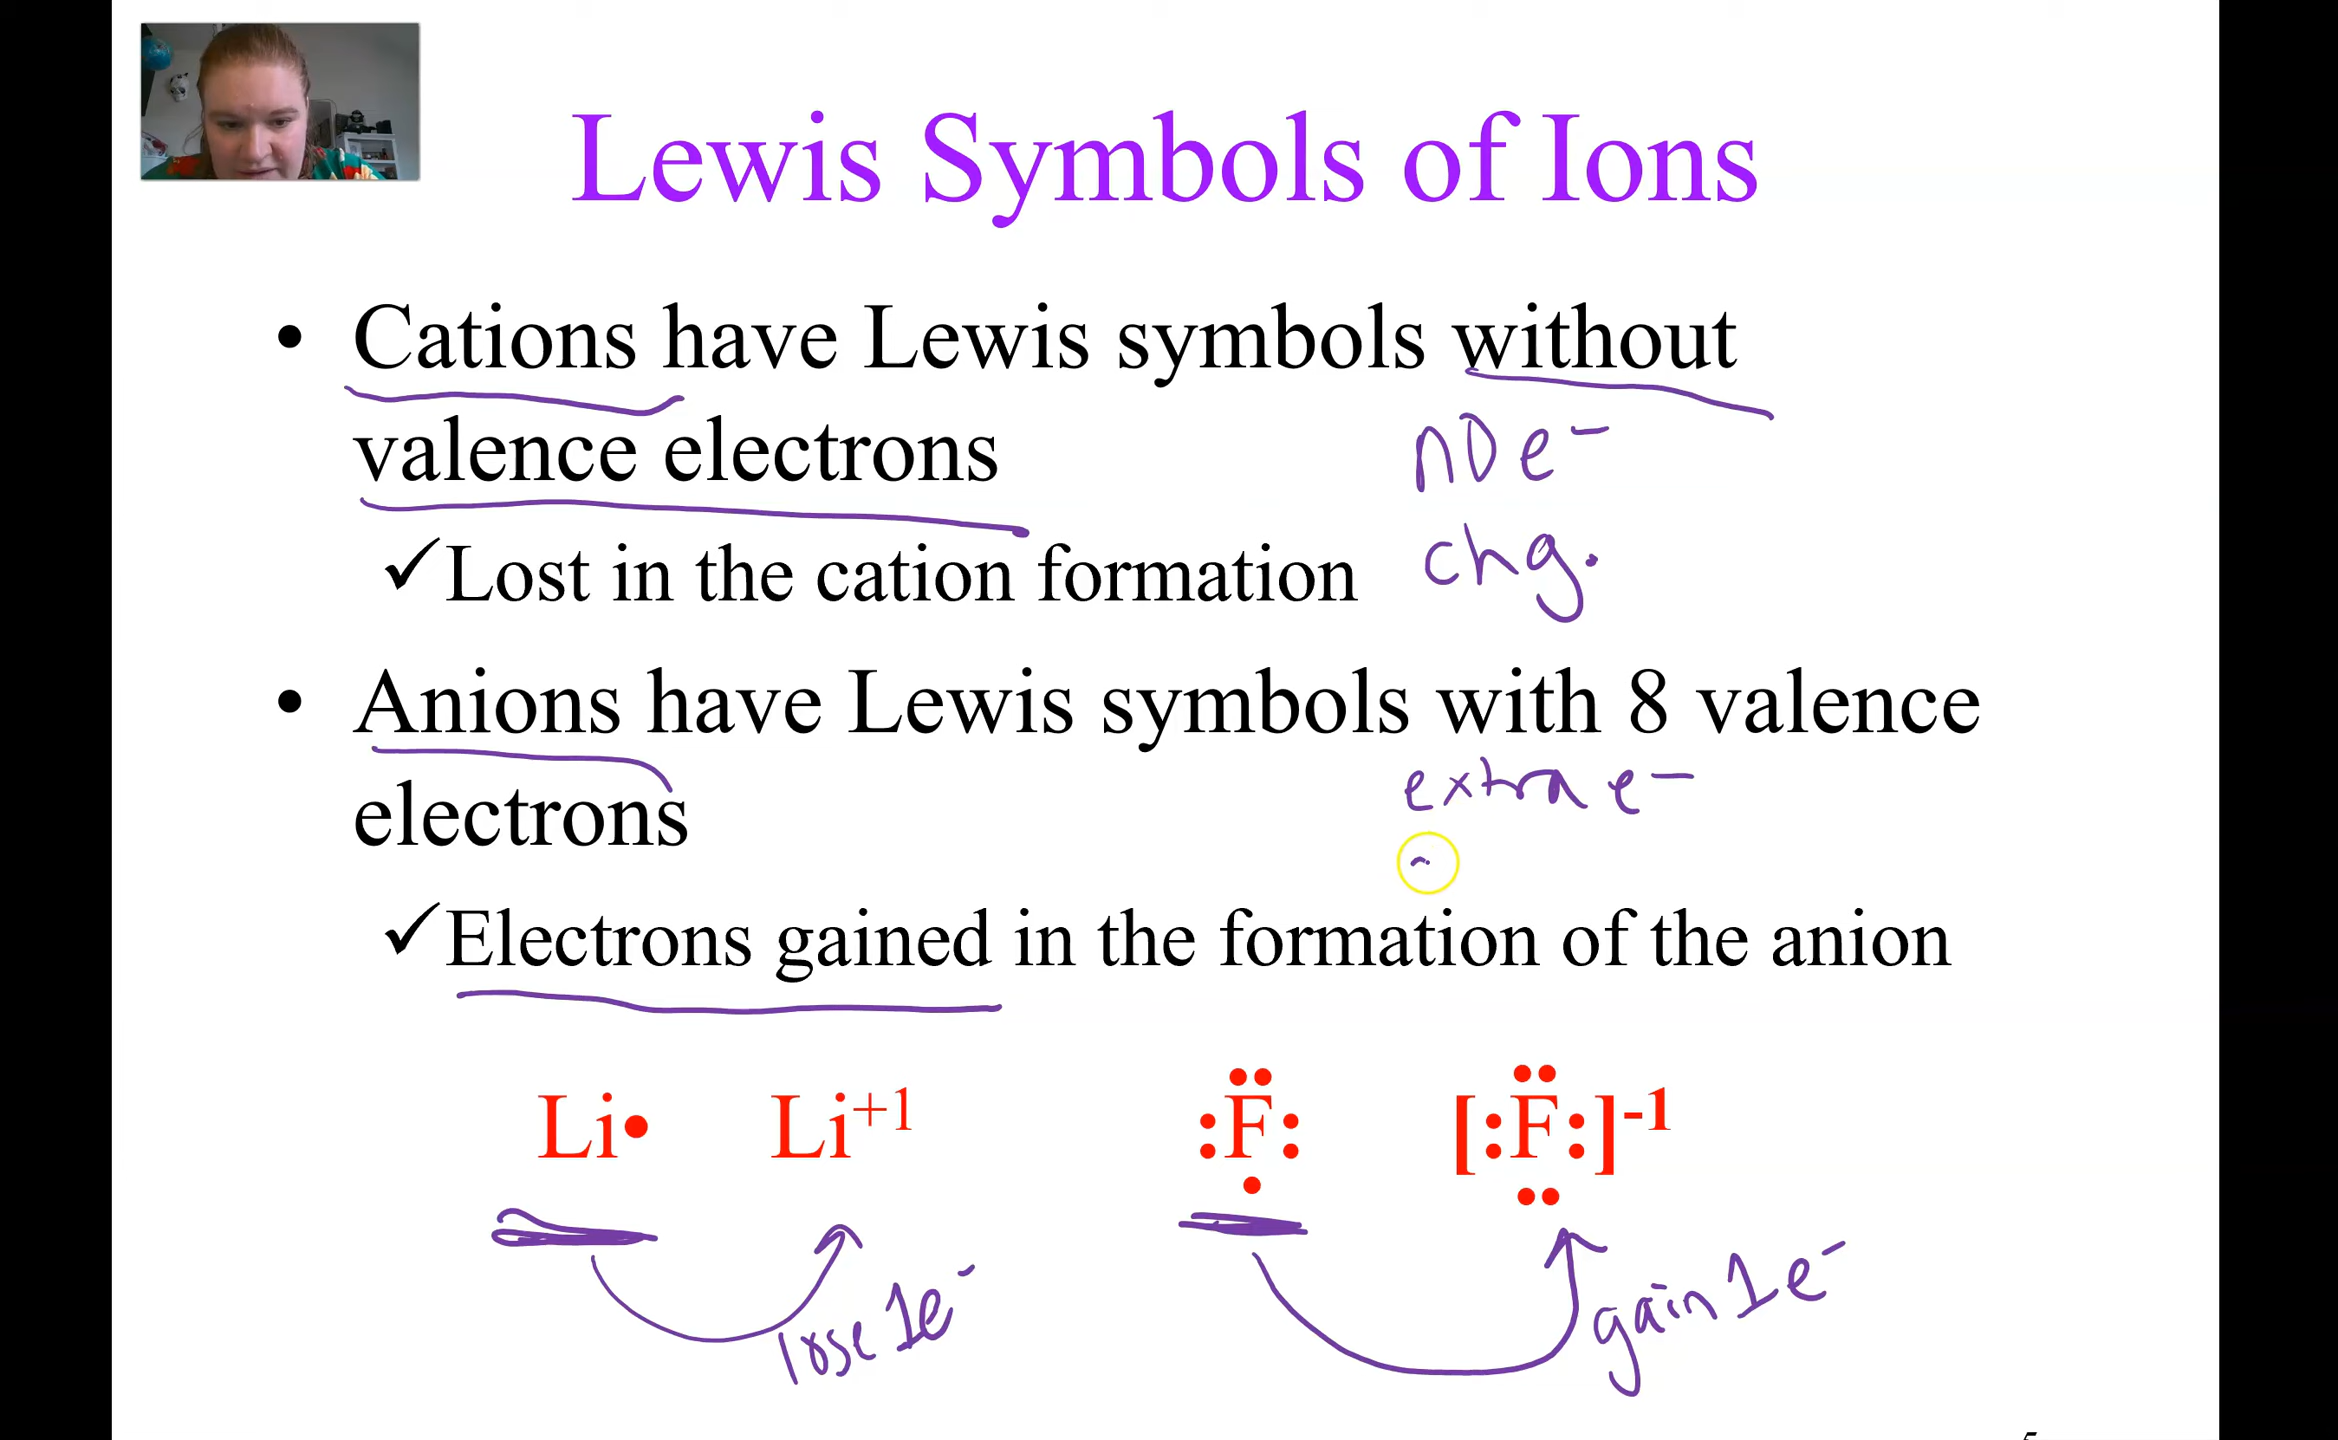 Lewis Symbols of Ions
• Cations have Lewis symbols without
valence electrons
no e-
✓Lost in the cation formation
chg.
• Anions have Lewis symbols with 8 valence
extra e-
electrons
✓Electrons gained in the formation of the anion
Li• Li+1 :F: [:F:]-1
lose 1e-
gain 1e-